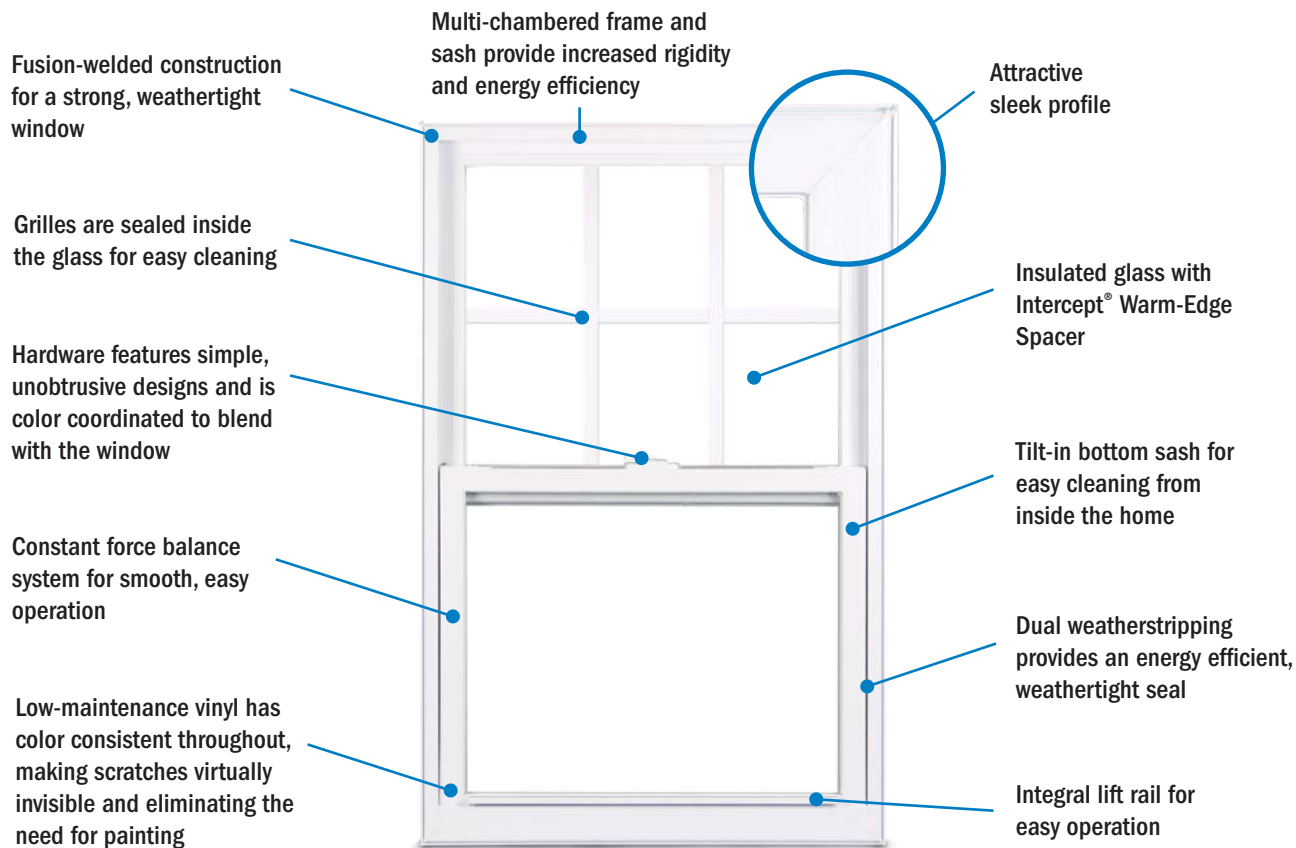 Multi-chambered frame and
sash provide increased rigidity
and energy efficiency
Fusion-welded construction
for a strong, weathertight
window
Attractive
sleek profile
Grilles are sealed inside
the glass for easy cleaning
Insulated glass with
Intercept® Warm-Edge
Spacer
Hardware features simple,
unobtrusive designs and is
color coordinated to blend
with the window
Tilt-in bottom sash for
easy cleaning from
inside the home
Constant force balance
system for smooth, easy
operation
Dual weatherstripping
provides an energy efficient,
weathertight seal
Low-maintenance vinyl has
color consistent throughout,
making scratches virtually
invisible and eliminating the
need for painting
Integral lift rail for
easy operation